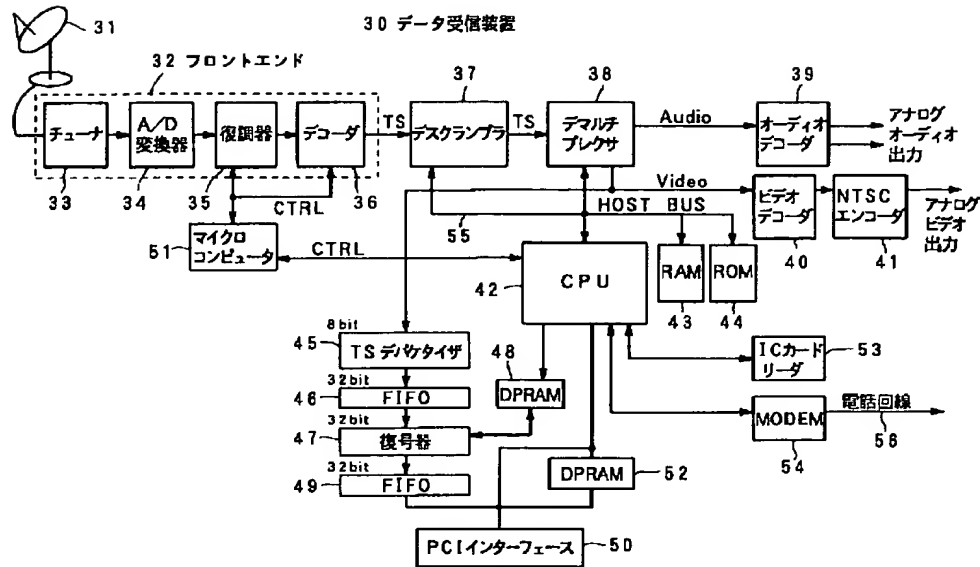 30 データ受信装置
31
32 フロントエンド
37
38
39
チューナ
A/D
変換器
復調器
デコーダ
TS
デスクランブラ
TS
デマルチ
プレクサ
Audio
オーディオ
デコーダ
アナログ
オーディオ
出力
33
34
35
36
CTRL
Video
ビデオ
デコーダ
NTSC
エンコーダ
アナログ
ビデオ
出力
55
HOST BUS
40
41
51
マイクロ
コンピュータ
CTRL
42
CPU
RAM
ROM
43
44
8bit
45
TSデパケタイザ
48
DPRAM
ICカード
リーダ
53
32bit
46
FIFO
32bit
47
復号器
MODEM
電話回線
54
56
32bit
49
FIFO
DPRAM
52
PCIインターフェース
50